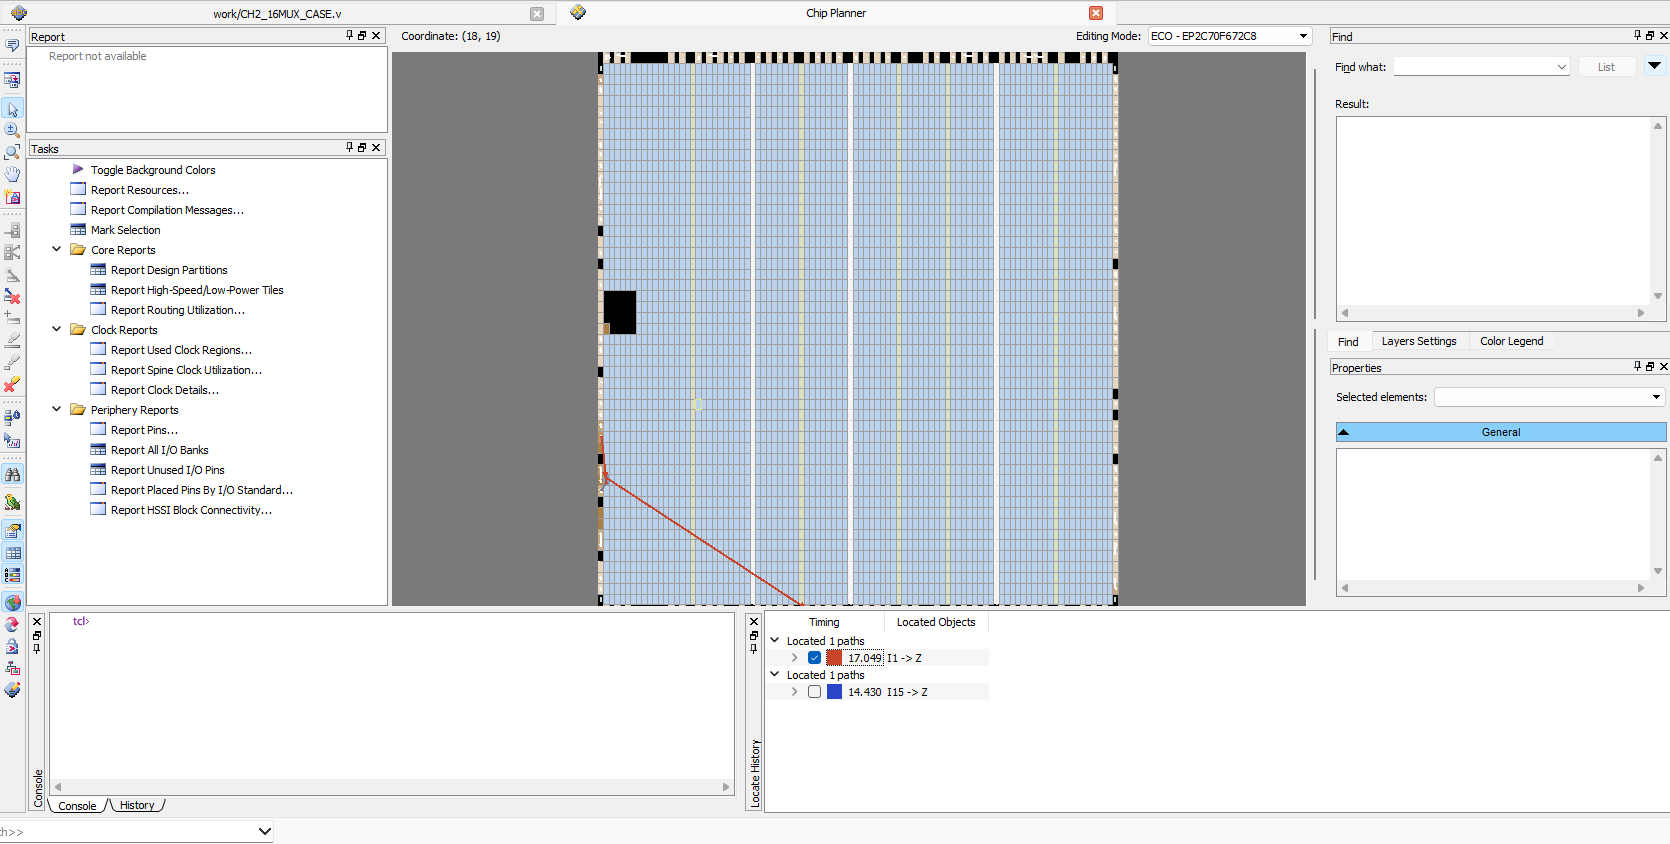 work/CH2_16MUX_CASE.v
Chip Planner
Report
Report not available
Tasks
Toggle Background Colors
Report Resources...
Report Compilation Messages...
Mark Selection
Core Reports
Report Design Partitions
Report High-Speed/Low-Power Tiles
Report Routing Utilization...
Clock Reports
Report Used Clock Regions...
Report Spine Clock Utilization...
Report Clock Details...
Periphery Reports
Report Pins...
Report All I/O Banks
Report Unused I/O Pins
Report Placed Pins By I/O Standard...
Report HSSI Block Connectivity...
Coordinate: (18, 19)
Editing Mode: ECO - EP2C70F672C8
Find
Find what:
List
Result:
Find Layers Settings Color Legend
Properties
Selected elements:
General
tcl>
Console
Console History
Locate History
Timing Located Objects
Located 1 paths
17.049 I1 -> Z
Located 1 paths
14.430 I15 -> Z
h>>